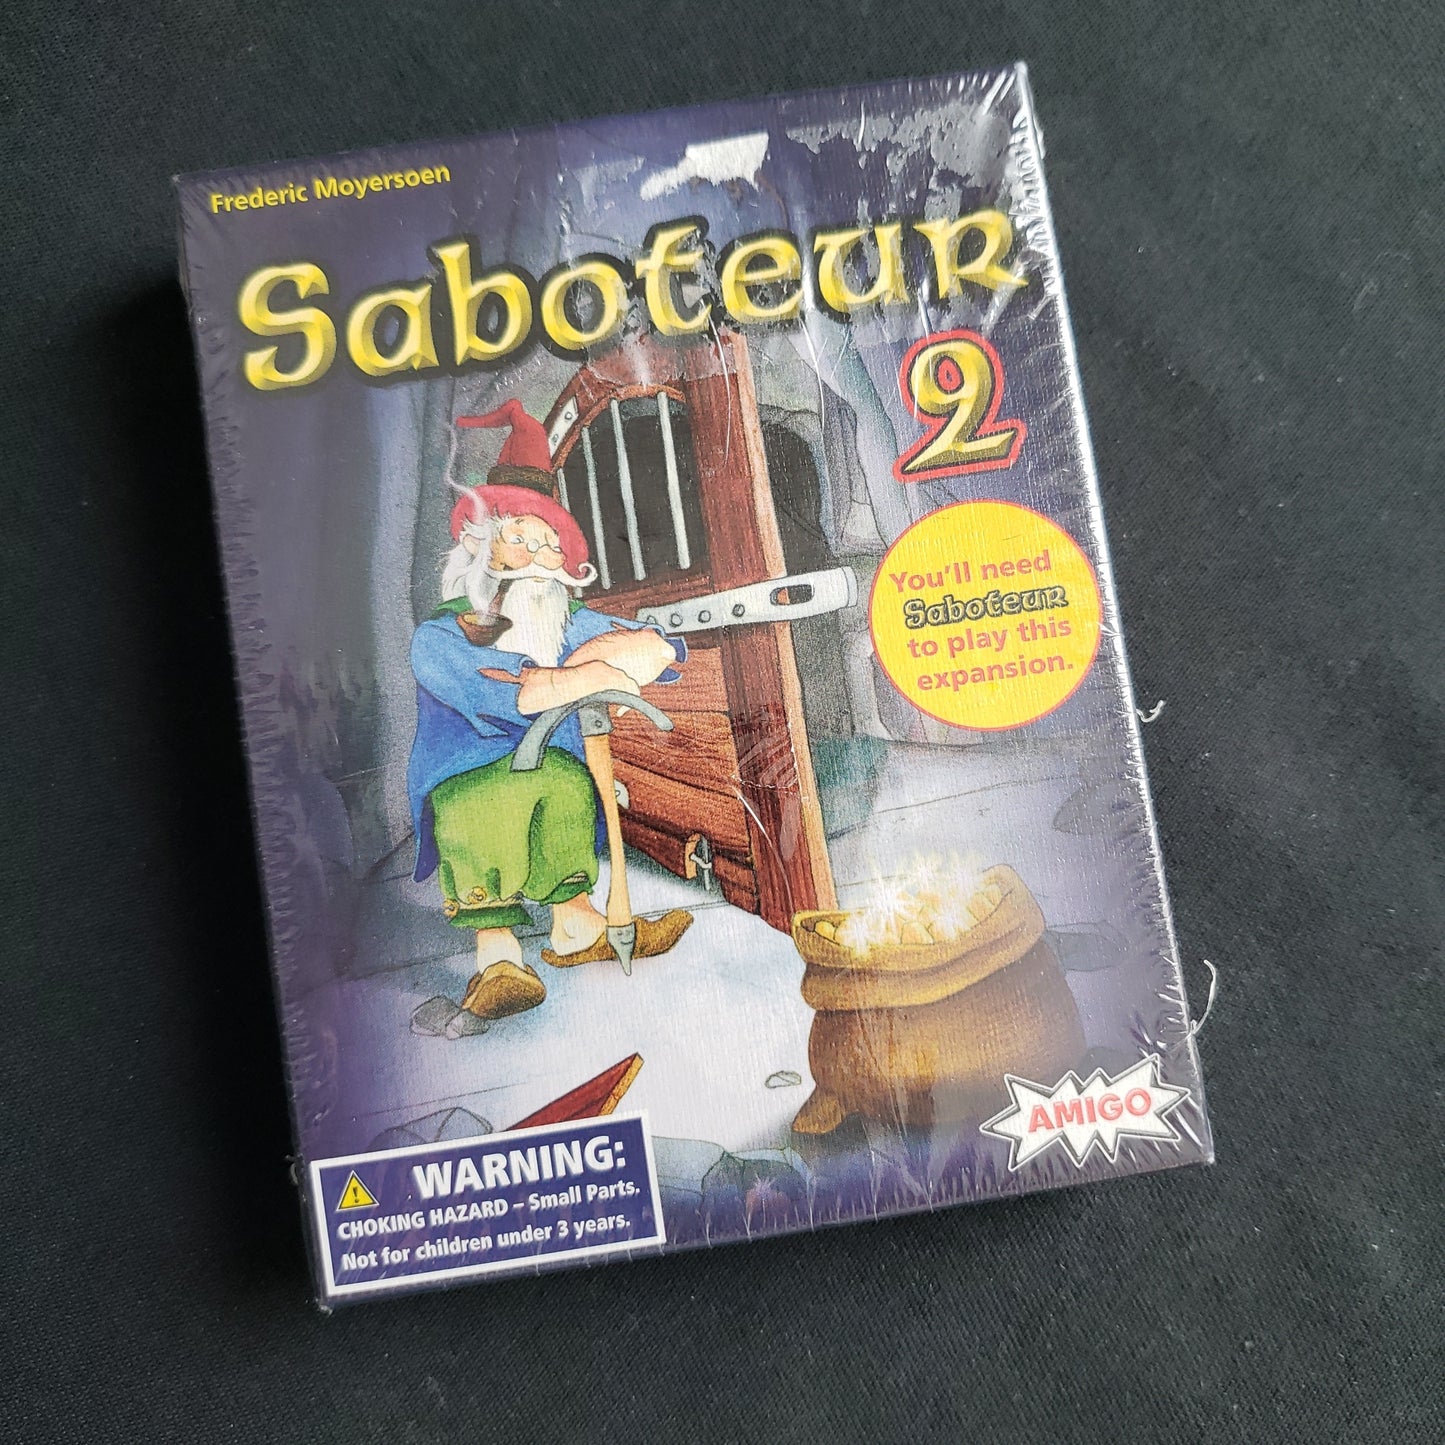 Frederic Moyersoen
Saboteur
2
You'll need
Saboteur
to play this
expansion.
AMIGO
WARNING:
CHOKING HAZARD – Small Parts.
Not for children under 3 years.